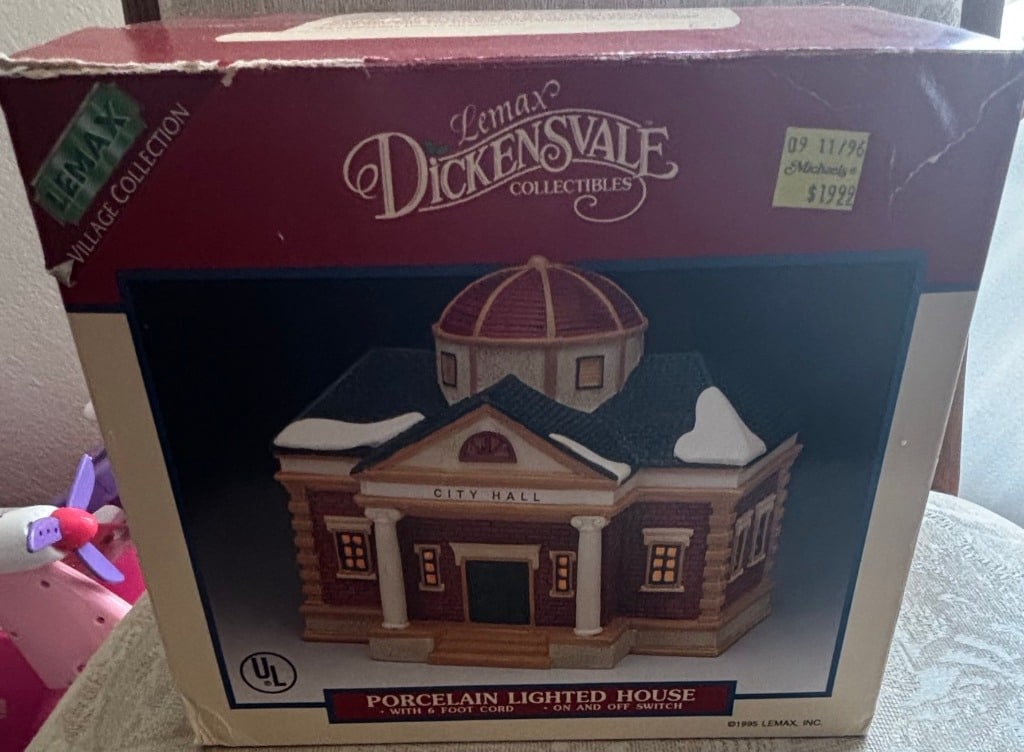 LEMAX
VILLAGE COLLECTION
Lemax
DICKENSVALE
COLLECTIBLES
09 11/96
Michaels
$1999
CITY HALL
UL
PORCELAIN LIGHTED HOUSE
• WITH 6 FOOT CORD • ON AND OFF SWITCH
©1995 LEMAX, INC.